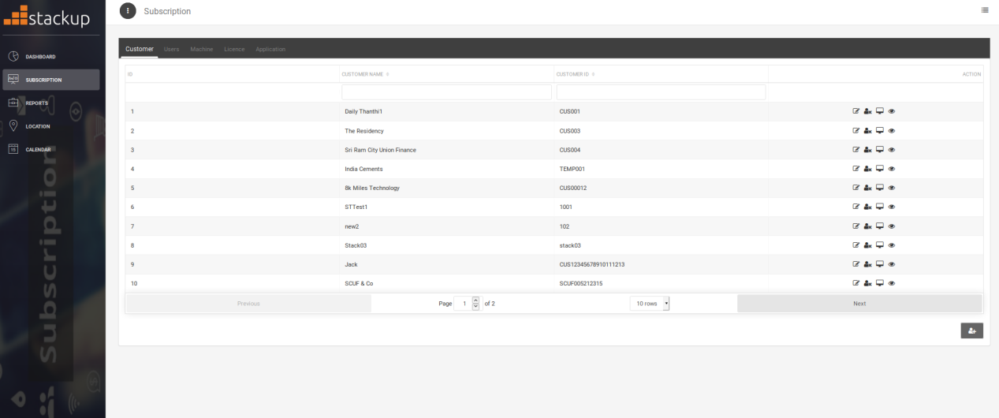 stackup
Subscription
DASHBOARD
SUBSCRIPTION
REPORTS
LOCATION
15 CALENDAR
Subscription
Customer Users Machine Licence Application
ID CUSTOMER NAME CUSTOMER ID ACTION
1 Daily Thanthi1 CUS001
2 The Residency CUS003
3 Sri Ram City Union Finance CUS004
4 India Cements TEMP001
5 8k Miles Technology CUS00012
6 STTest1 1001
7 new2 102
8 Stack03 stack03
9 Jack CUS12345678910111213
10 SCUF & Co SCUF005212315
Previous Page 1 of 2 10 rows Next